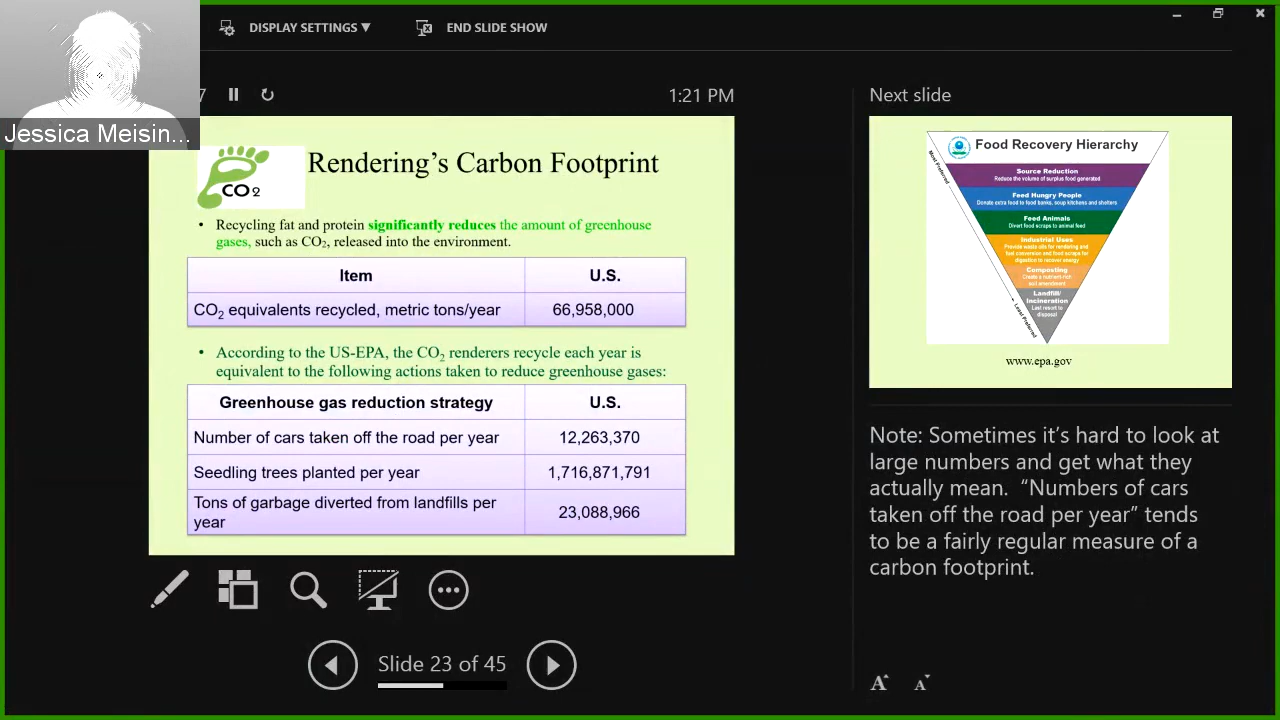 DISPLAY SETTINGS ▼
END SLIDE SHOW
Jessica Meisin...
7
1:21 PM
Next slide
CO2
Rendering's Carbon Footprint
• Recycling fat and protein significantly reduces the amount of greenhouse
gases, such as CO2, released into the environment.
Item U.S.
CO2 equivalents recycled, metric tons/year 66,958,000
• According to the US-EPA, the CO2 renderers recycle each year is
equivalent to the following actions taken to reduce greenhouse gases:
Greenhouse gas reduction strategy U.S.
Number of cars taken off the road per year 12,263,370
Seedling trees planted per year 1,716,871,791
Tons of garbage diverted from landfills per
year 23,088,966
Food Recovery Hierarchy
Most Preferred
Source Reduction
Reduce the volume of surplus food generated
Feed Hungry People
Donate extra food to food banks, soup kitchens and shelters
Feed Animals
Divert food scraps to animal feed
Industrial Uses
Provide waste oils for rendering and
fuel conversion and food scraps for
digestion to recover energy
Composting
Create a nutrient-rich
soil amendment
Landfill/
Incineration
Last resort to
disposal
Least Preferred
www.epa.gov
Note: Sometimes it's hard to look at
large numbers and get what they
actually mean. "Numbers of cars
taken off the road per year" tends
to be a fairly regular measure of a
carbon footprint.
Slide 23 of 45
A A